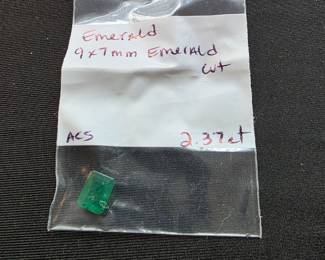 Emerald
9x7mm Emerald
cut
ACS 2.37ct